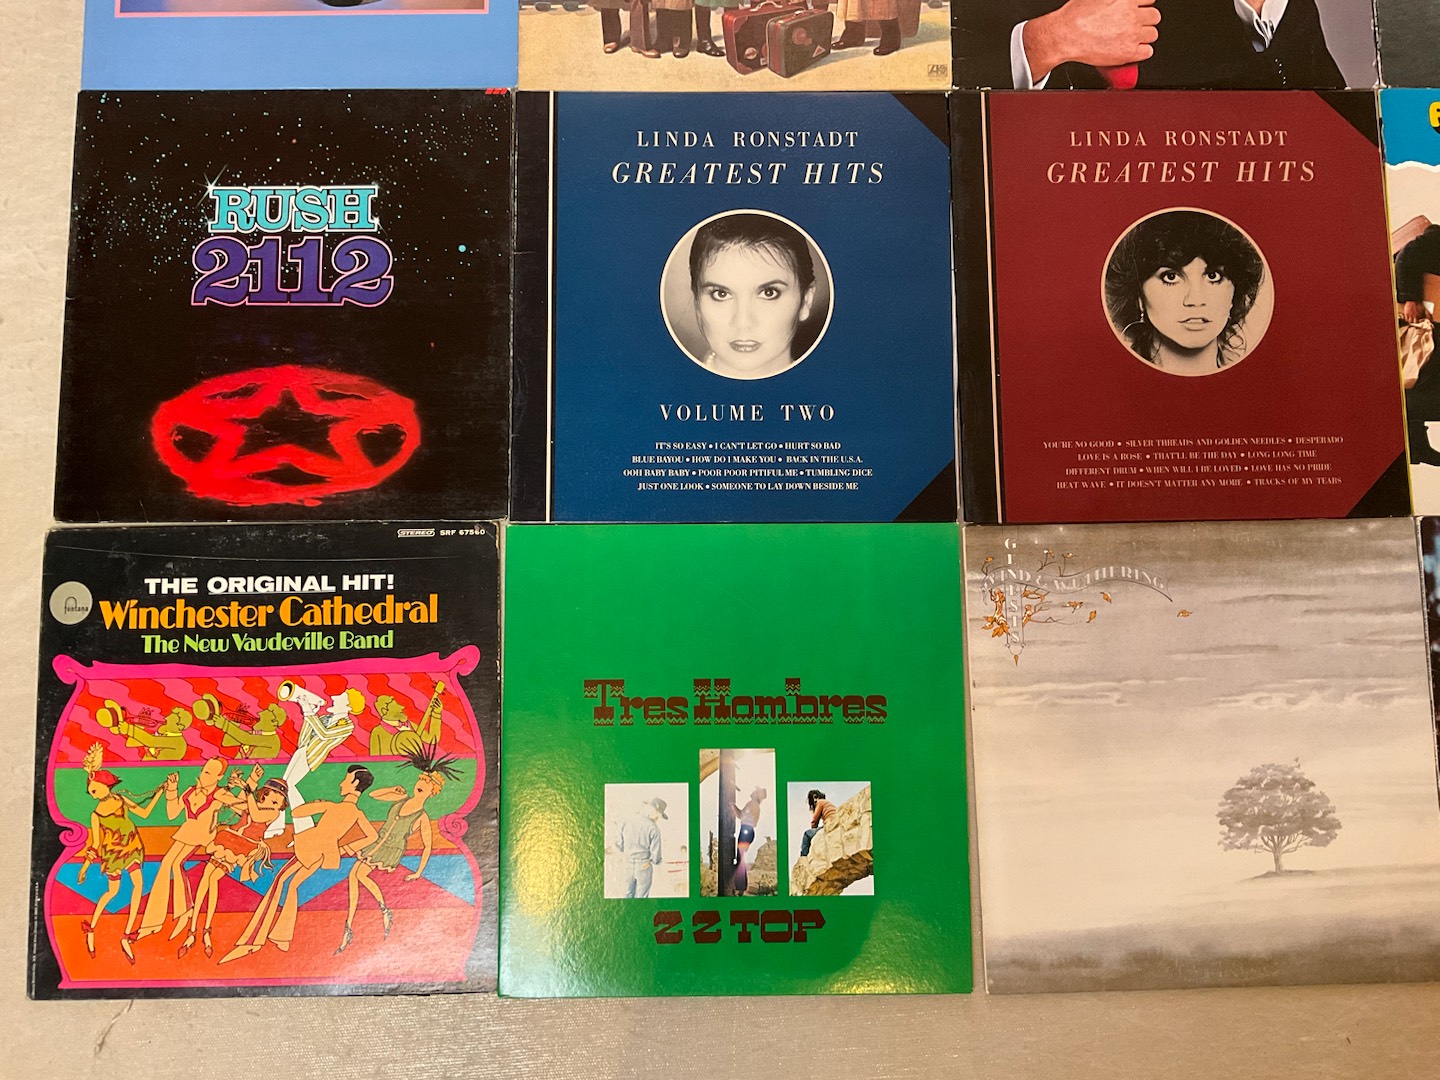 RUSH
2112
LINDA RONSTADT
GREATEST HITS
VOLUME TWO
IT'S SO EASY • I CAN'T LET GO • HURT SO BAD
BLUE BAYOU • HOW DO I MAKE YOU • BACK IN THE U.S.A.
OOH BABY BABY • POOR POOR PITIFUL ME • TUMBLING DICE
JUST ONE LOOK • SOMEONE TO LAY DOWN BESIDE ME
LINDA RONSTADT
GREATEST HITS
YOU'RE NO GOOD • SILVER THREADS AND GOLDEN NEEDLES • DESPERADO
LOVE IS A ROSE • THAT'LL BE THE DAY • LONG LONG TIME
DIFFERENT DRUM • WHEN WILL I BE LOVED • LOVE HAS NO PRIDE
HEAT WAVE • IT DOESN'T MATTER ANY MORE • TRACKS OF MY TEARS
STEREO SRF 67560
fontana
THE ORIGINAL HIT!
Winchester Cathedral
The New Vaudeville Band
Tres Hombres
ZZ TOP
GENESIS
WIND & WUTHERING